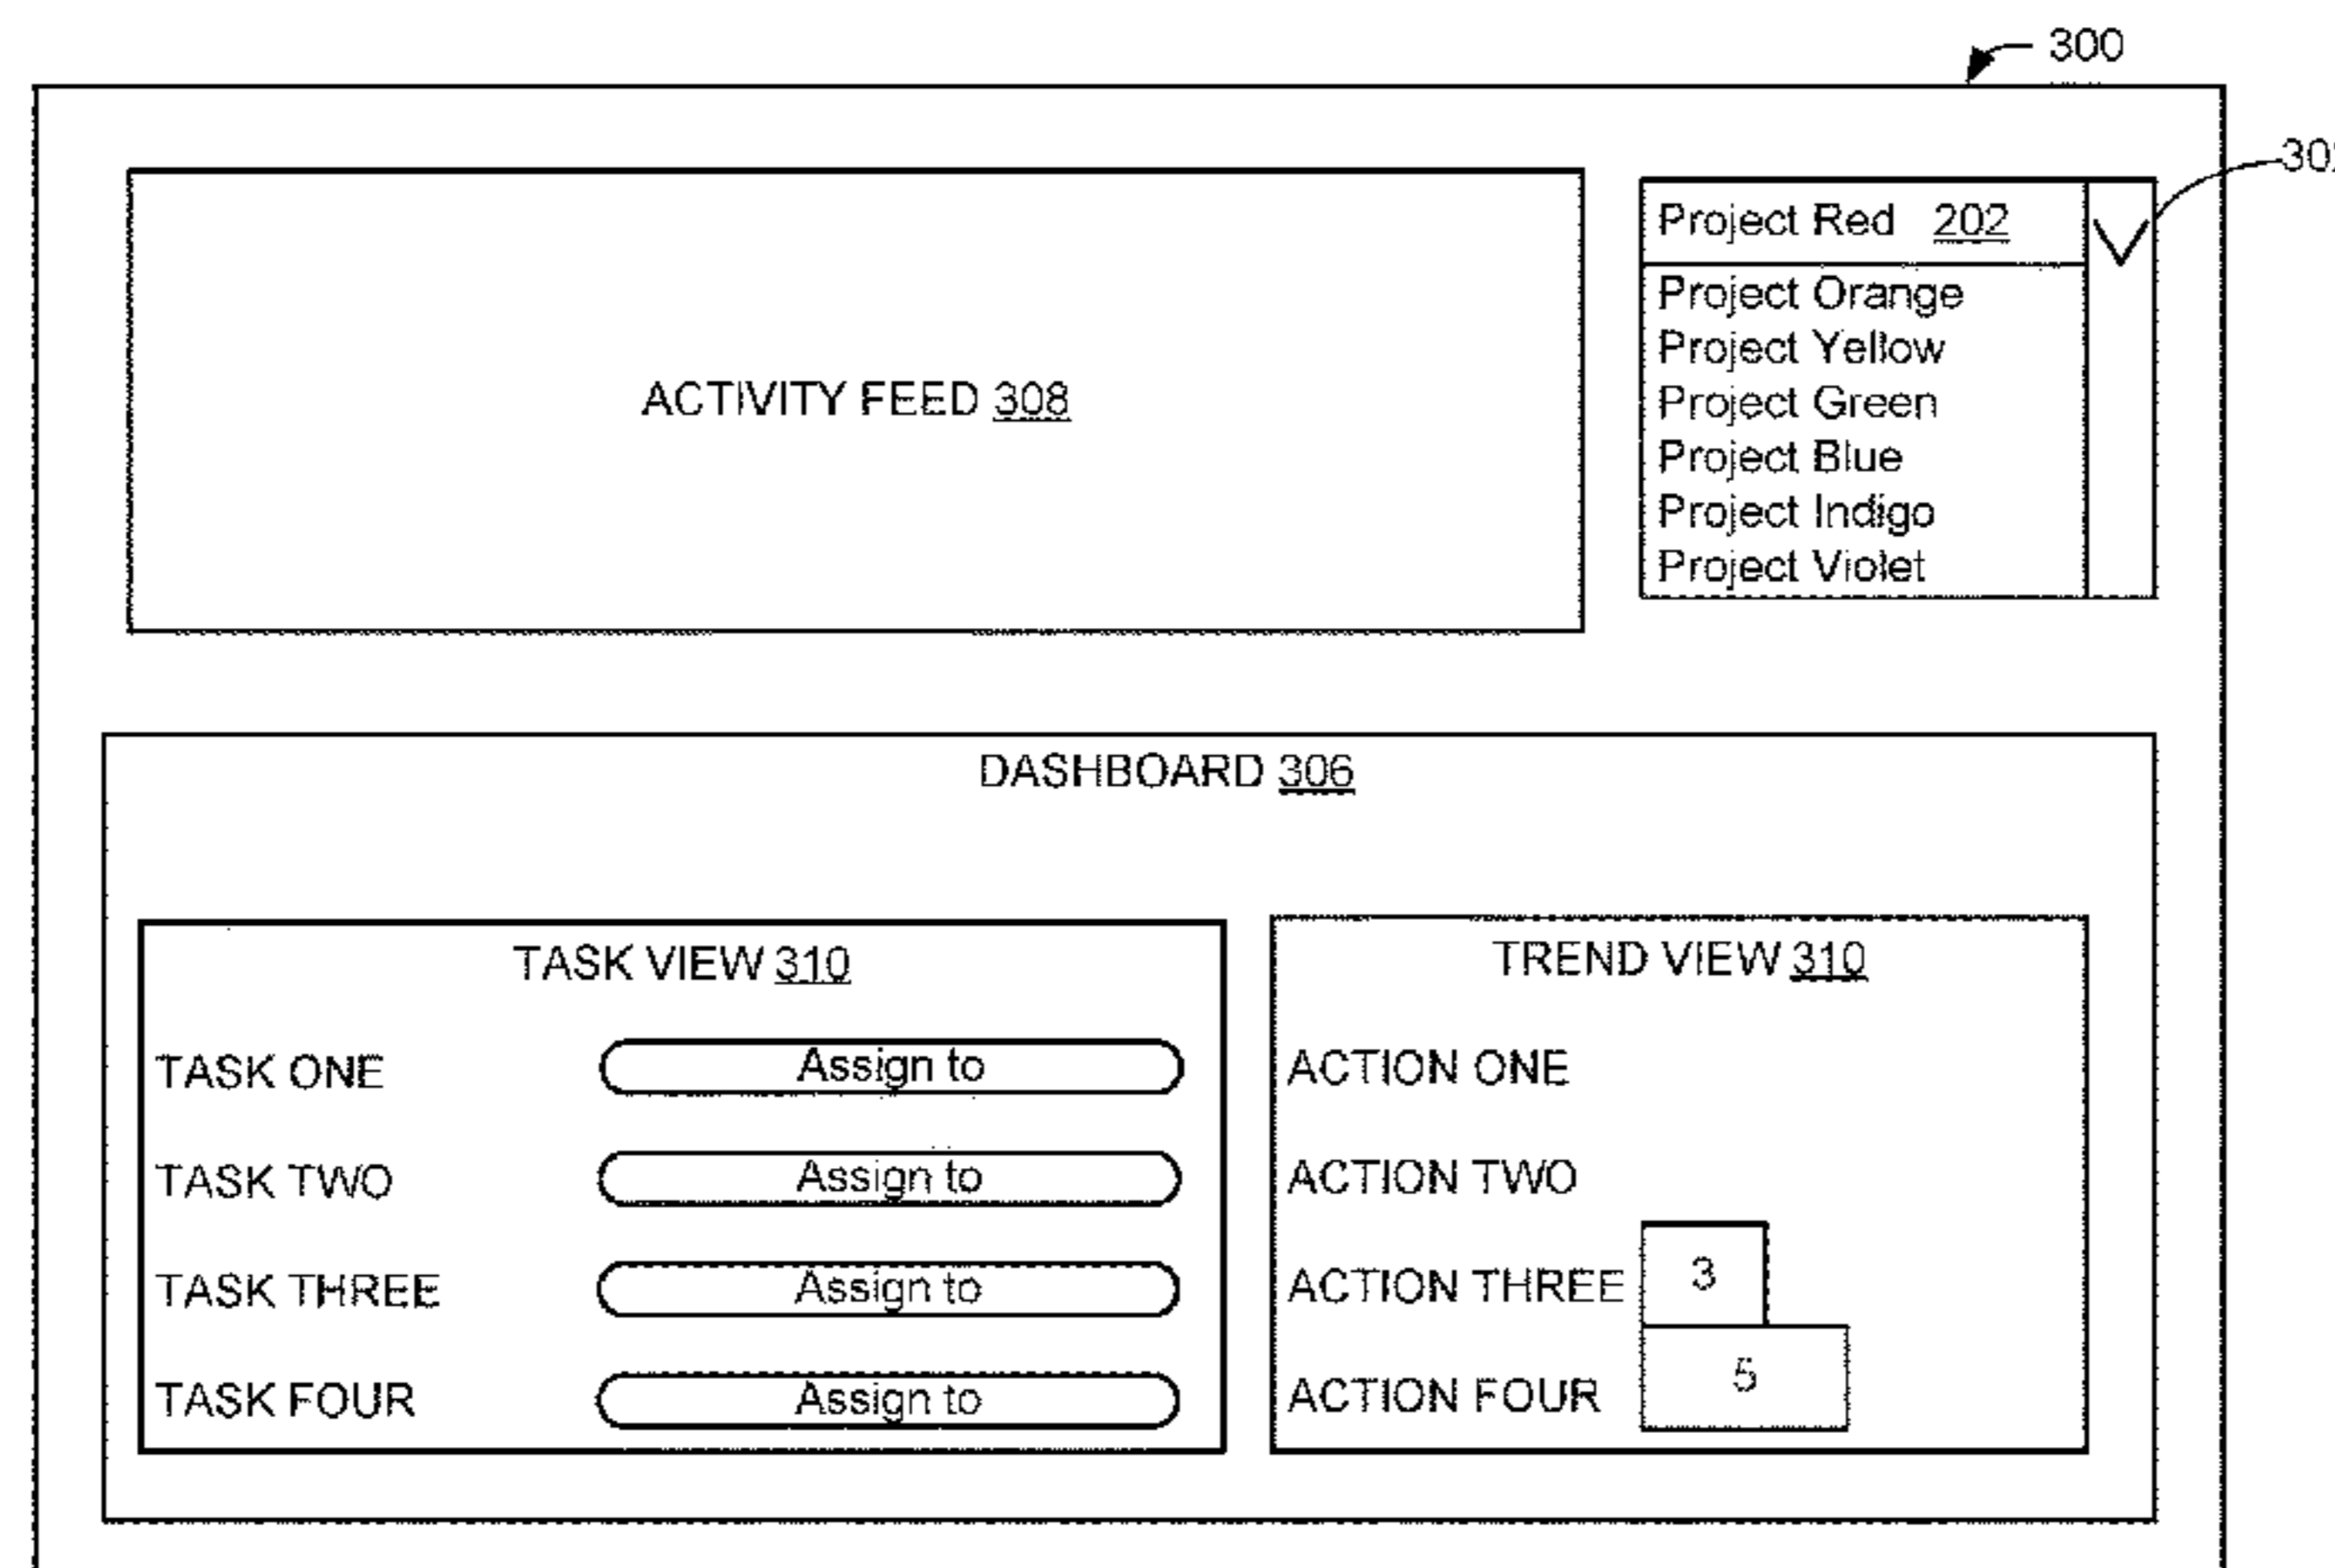 300
ACTIVITY FEED 308
Project Red 202
Project Orange
Project Yellow
Project Green
Project Blue
Project Indigo
Project Violet
DASHBOARD 306
TASK VIEW 310
TASK ONE Assign to
TASK TWO Assign to
TASK THREE Assign to
TASK FOUR Assign to
TREND VIEW 310
ACTION ONE
ACTION TWO
ACTION THREE 3
ACTION FOUR 5